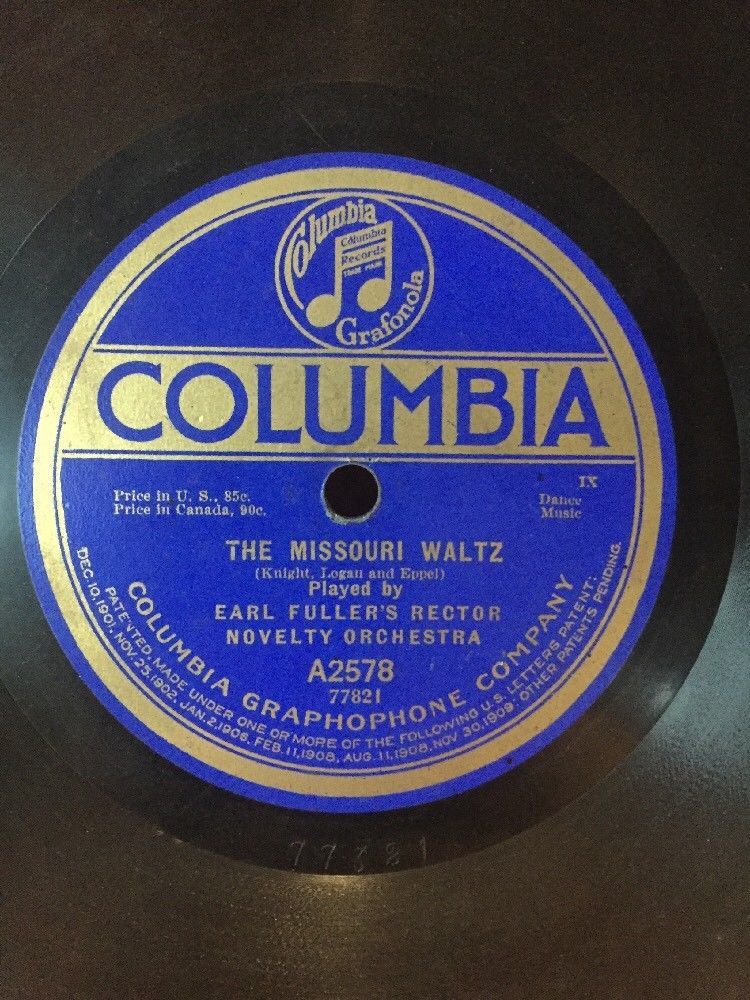 Columbia
Columbia
Records
TRADE MARK
Grafonola
COLUMBIA
Price in U. S., 85c.
Price in Canada, 90c.
IX
Dance
Music
THE MISSOURI WALTZ
(Knight, Logan and Eppel)
Played by
EARL FULLER'S RECTOR
NOVELTY ORCHESTRA
A2578
77821
COLUMBIA GRAPHOPHONE COMPANY
PATENTED. MADE UNDER ONE OR MORE OF THE FOLLOWING U.S. LETTERS PATENT:
DEC.10,1901, NOV.25,1902, JAN.2,1906, FEB.11,1908, AUG.11,1908, NOV 30,1909. OTHER PATENTS PENDING.
77821